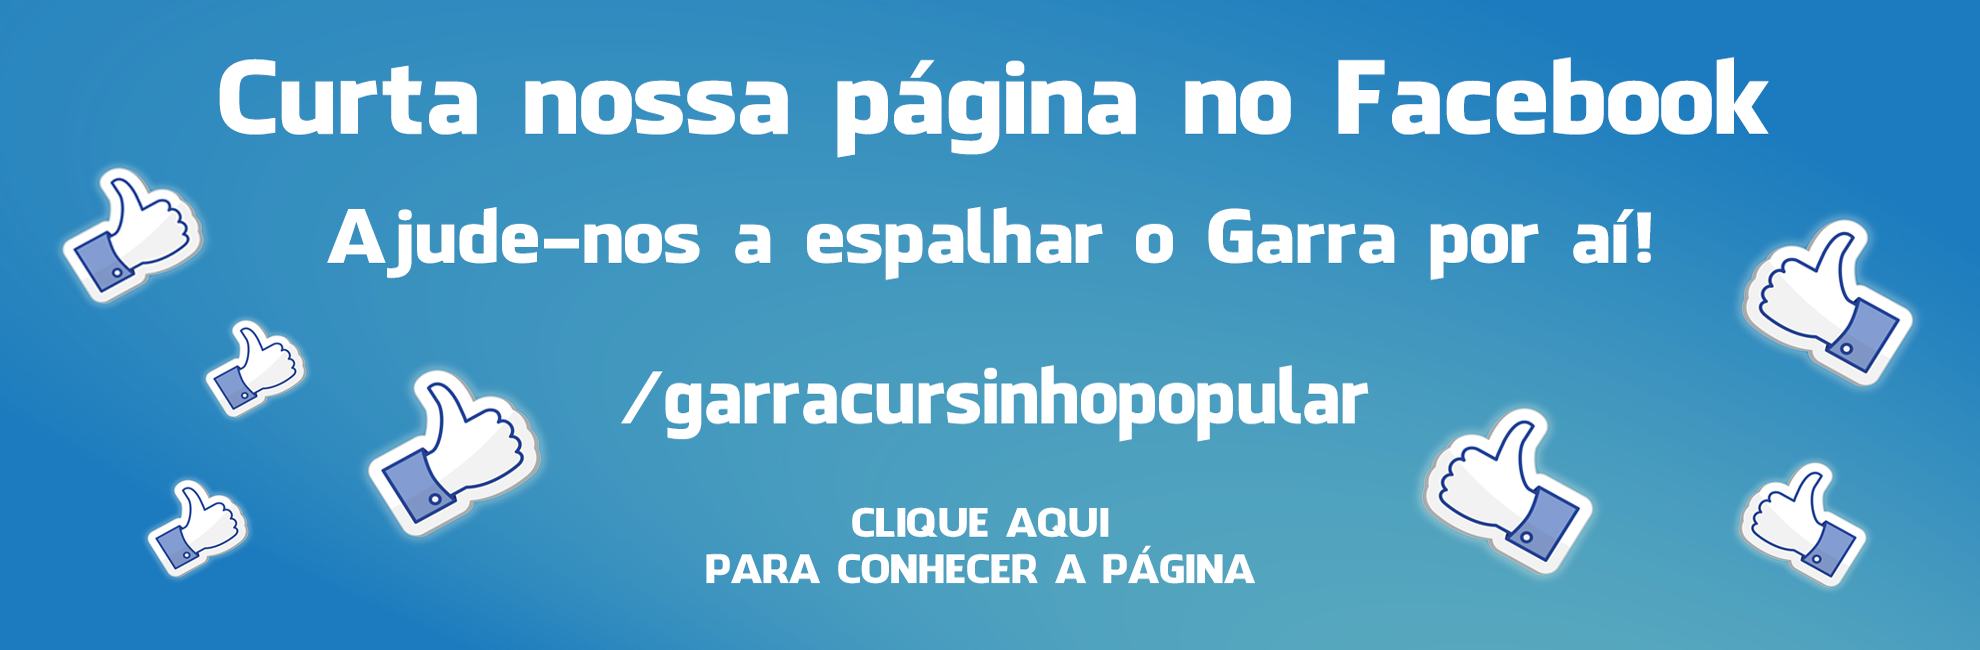 Curta nossa página no Facebook
Ajude-nos a espalhar o Garra por aí!
/garracursinhopopular
CLIQUE AQUI
PARA CONHECER A PÁGINA